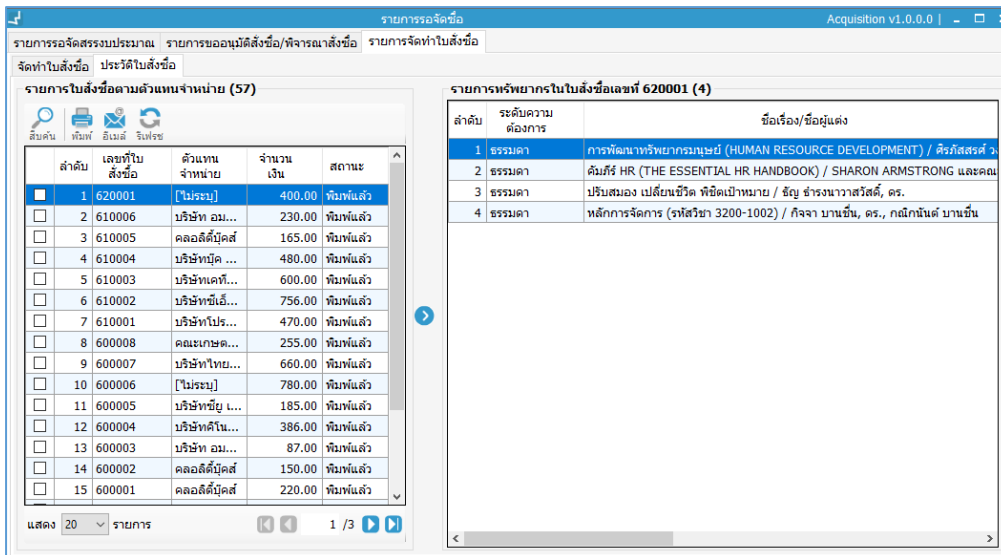 รายการรอจัดซื้อ
Acquisition v1.0.0.0 |
รายการรอจัดสรรงบประมาณ รายการขออนุมัติสั่งซื้อ/พิจารณาสั่งซื้อ รายการจัดทำใบสั่งซื้อ
จัดทำใบสั่งซื้อ ประวัติใบสั่งซื้อ
รายการใบสั่งซื้อตามตัวแทนจำหน่าย (57)
สืบค้น พิมพ์ อีเมล์ รีเฟรช
ลำดับ เลขที่ใบสั่งซื้อ ตัวแทนจำหน่าย จำนวนเงิน สถานะ
1 620001 [ไม่ระบุ] 400.00 พิมพ์แล้ว
2 610006 บริษัท อม... 230.00 พิมพ์แล้ว
3 610005 คลอลิตี้บุ๊คส์ 165.00 พิมพ์แล้ว
4 610004 บริษัทบุ๊ค ... 480.00 พิมพ์แล้ว
5 610003 บริษัทเคที... 600.00 พิมพ์แล้ว
6 610002 บริษัทซีเอ็... 756.00 พิมพ์แล้ว
7 610001 บริษัทโปร... 470.00 พิมพ์แล้ว
8 600008 คณะเกษต... 255.00 พิมพ์แล้ว
9 600007 บริษัทไทย... 660.00 พิมพ์แล้ว
10 600006 [ไม่ระบุ] 780.00 พิมพ์แล้ว
11 600005 บริษัทซียู เ... 185.00 พิมพ์แล้ว
12 600004 บริษัทคิโน... 386.00 พิมพ์แล้ว
13 600003 บริษัท อม... 87.00 พิมพ์แล้ว
14 600002 คลอลิตี้บุ๊คส์ 150.00 พิมพ์แล้ว
15 600001 คลอลิตี้บุ๊คส์ 220.00 พิมพ์แล้ว
แสดง 20 รายการ 1 /3
รายการทรัพยากรในใบสั่งซื้อเลขที่ 620001 (4)
ลำดับ ระดับความต้องการ ชื่อเรื่อง/ชื่อผู้แต่ง
1 ธรรมดา การพัฒนาทรัพยากรมนุษย์ (HUMAN RESOURCE DEVELOPMENT) / ศิรภัสสรศ์
2 ธรรมดา คัมภีร์ HR (THE ESSENTIAL HR HANDBOOK) / SHARON ARMSTRONG และคณ
3 ธรรมดา ปรับสมอง เปลี่ยนชีวิต พิชิตเป้าหมาย / ธัญ ธำรงนาวาสวัสดิ์, ดร.
4 ธรรมดา หลักการจัดการ (รหัสวิชา 3200-1002) / กิจจา บานชื่น, ดร., กณิกนันต์ บานชื่น